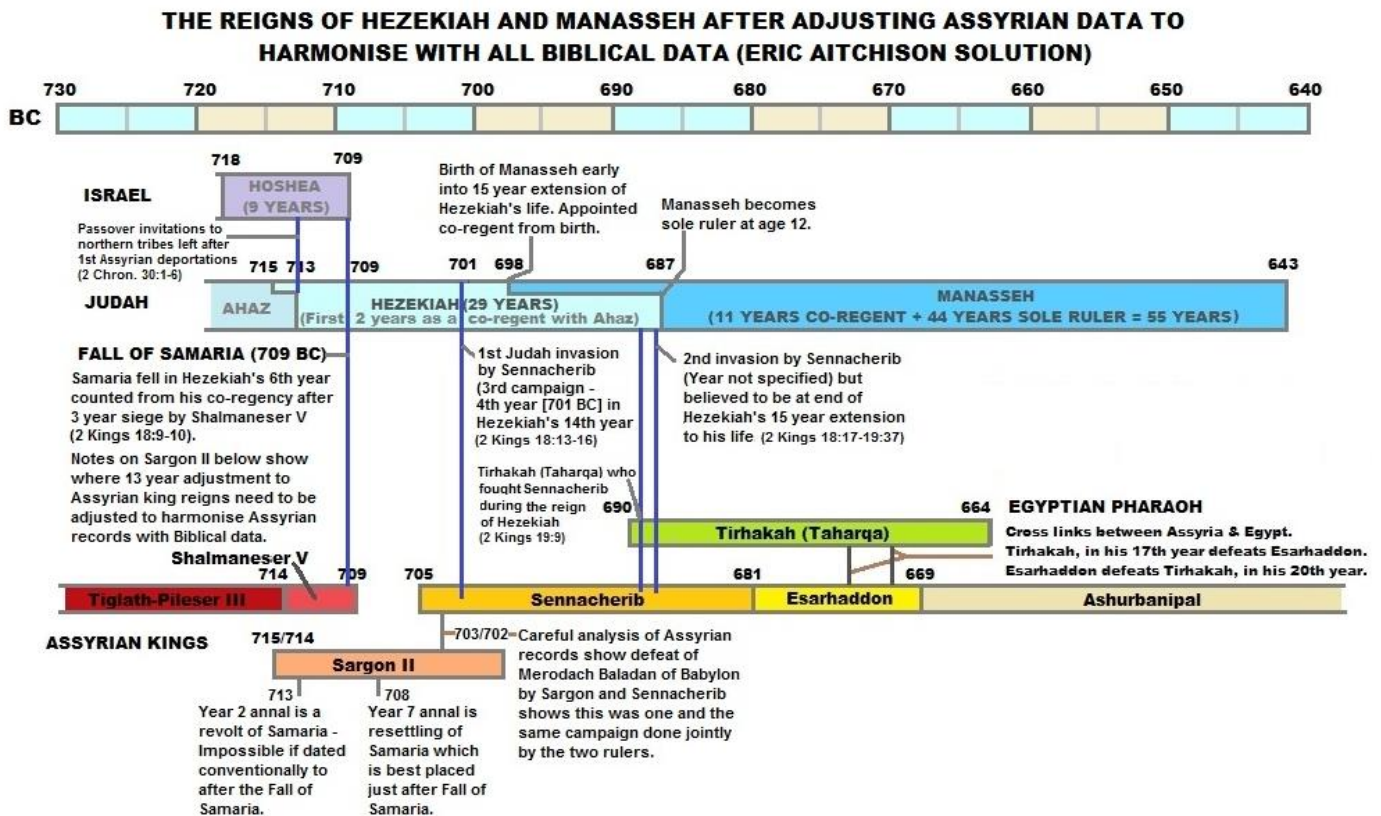 THE REIGNS OF HEZEKIAH AND MANASSEH AFTER ADJUSTING ASSYRIAN DATA TO
HARMONISE WITH ALL BIBLICAL DATA (ERIC AITCHISON SOLUTION)
730 720 710 700 690 680 670 660 650 640
BC
718 709
ISRAEL
HOSHEA
(9 YEARS)
Passover invitations to
northern tribes left after
1st Assyrian deportations
(2 Chron. 30:1-6)
Birth of Manasseh early
into 15 year extension of
Hezekiah's life. Appointed
co-regent from birth.
Manasseh becomes
sole ruler at age 12.
715 713 709 701 698 687 643
JUDAH
AHAZ
HEZEKIAH (29 YEARS)
(First 2 years as a co-regent with Ahaz)
MANASSEH
(11 YEARS CO-REGENT + 44 YEARS SOLE RULER = 55 YEARS)
FALL OF SAMARIA (709 BC)
Samaria fell in Hezekiah's 6th year
counted from his co-regency after
3 year siege by Shalmaneser V
(2 Kings 18:9-10).
Notes on Sargon II below show
where 13 year adjustment to
Assyrian king reigns need to be
adjusted to harmonise Assyrian
records with Biblical data.
1st Judah invasion
by Sennacherib
(3rd campaign -
4th year [701 BC] in
Hezekiah's 14th year
(2 Kings 18:13-16)
2nd invasion by Sennacherib
(Year not specified) but
believed to be at end of
Hezekiah's 15 year extension
to his life (2 Kings 18:17-19:37)
Tirhakah (Taharqa) who
fought Sennacherib
during the reign
of Hezekiah
(2 Kings 19:9)
690 664
Tirhakah (Taharqa)
EGYPTIAN PHARAOH
Cross links between Assyria & Egypt.
Tirhakah, in his 17th year defeats Esarhaddon.
Esarhaddon defeats Tirhakah, in his 20th year.
Shalmaneser V
714 709 705 681 669
Tiglath-Pileser III
Sennacherib
Esarhaddon
Ashurbanipal
ASSYRIAN KINGS
715/714
Sargon II
713
Year 2 annal is a
revolt of Samaria -
Impossible if dated
conventionally to
after the Fall of
Samaria.
708
Year 7 annal is
resettling of
Samaria which
is best placed
just after Fall of
Samaria.
703/702
Careful analysis of Assyrian
records show defeat of
Merodach Baladan of Babylon
by Sargon and Sennacherib
shows this was one and the
same campaign done jointly
by the two rulers.